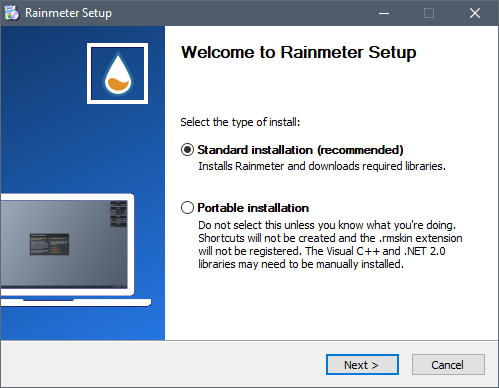 Rainmeter Setup
Welcome to Rainmeter Setup
Select the type of install:
Standard installation (recommended)
Installs Rainmeter and downloads required libraries.
Portable installation
Do not select this unless you know what you're doing.
Shortcuts will not be created and the .rmskin extension
will not be registered. The Visual C++ and .NET 2.0
libraries may need to be manually installed.
Next >
Cancel